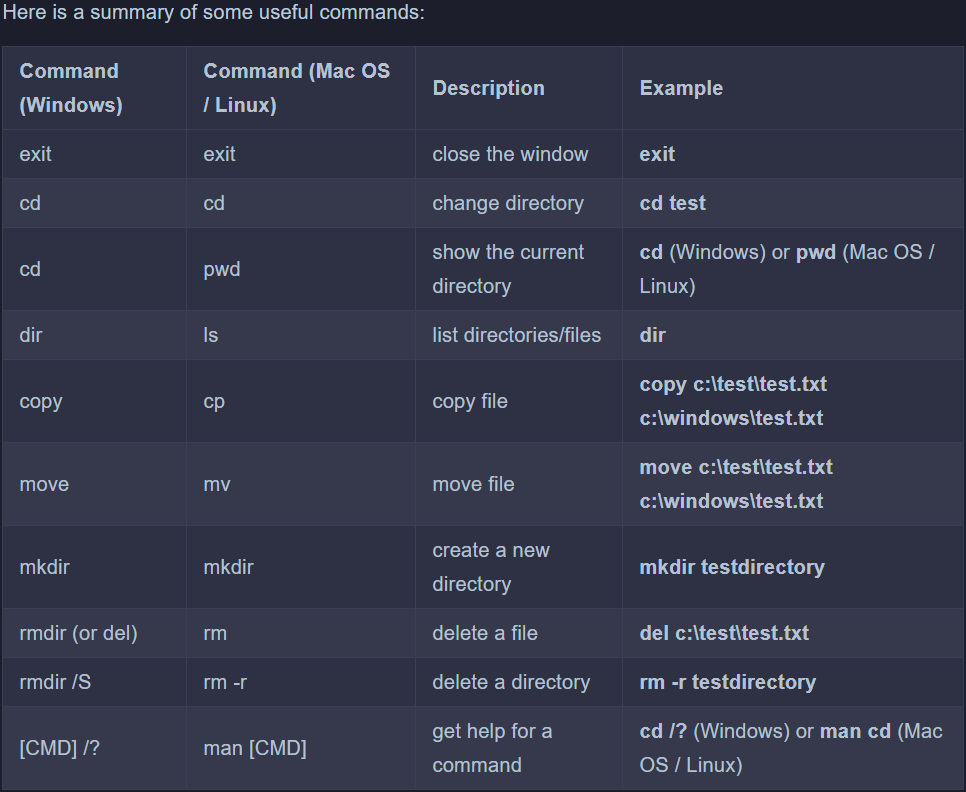 Here is a summary of some useful commands:
Command
(Windows)
Command (Mac OS
/ Linux)
Description
Example
exit
exit
close the window
exit
cd
cd
change directory
cd test
cd
pwd
show the current
directory
cd (Windows) or pwd (Mac OS /
Linux)
dir
ls
list directories/files
dir
copy
cp
copy file
copy c:\test\test.txt
c:\windows\test.txt
move
mv
move file
move c:\test\test.txt
c:\windows\test.txt
mkdir
mkdir
create a new
directory
mkdir testdirectory
rmdir (or del)
rm
delete a file
del c:\test\test.txt
rmdir /S
rm -r
delete a directory
rm -r testdirectory
[CMD] /?
man [CMD]
get help for a
command
cd /? (Windows) or man cd (Mac
OS / Linux)